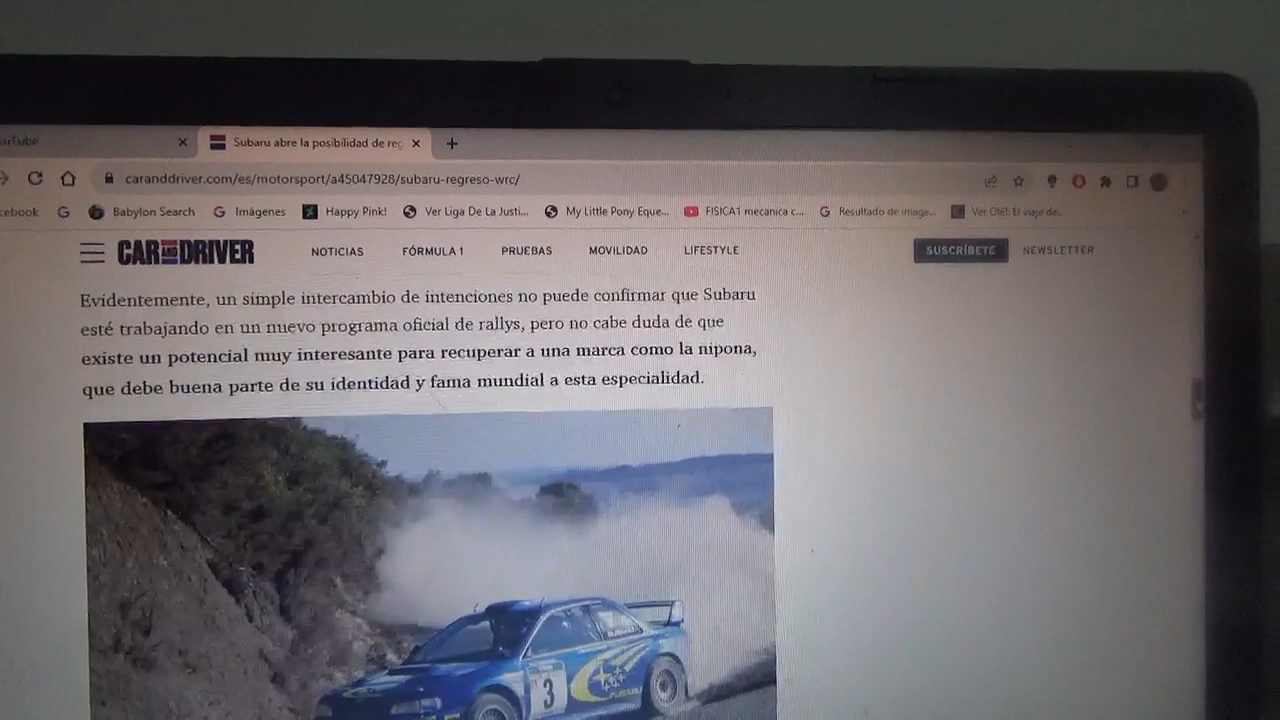 ouTube
Subaru abre la posibilidad de reg
caranddriver.com/es/motorsport/a45047928/subaru-regreso-wrc/
cebook
Babylon Search
Imágenes
Happy Pink!
Ver Liga De La Justi...
My Little Pony Eque...
FISICA1 mecanica c...
Resultado de image...
Ver Olé!: El viaje de...
CAR AND DRIVER
NOTICIAS
FÓRMULA 1
PRUEBAS
MOVILIDAD
LIFESTYLE
SUSCRÍBETE
NEWSLETTER
Evidentemente, un simple intercambio de intenciones no puede confirmar que Subaru
esté trabajando en un nuevo programa oficial de rallys, pero no cabe duda de que
existe un potencial muy interesante para recuperar a una marca como la nipona,
que debe buena parte de su identidad y fama mundial a esta especialidad.
3
SUBARU